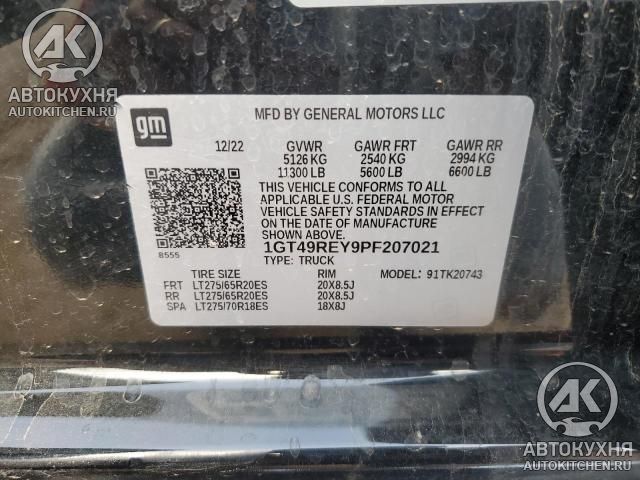 АК
АВТОКУХНЯ
AUTOKITCHEN.RU
gm
MFD BY GENERAL MOTORS LLC
12/22 GVWR GAWR FRT GAWR RR
5126 KG 2540 KG 2994 KG
11300 LB 5600 LB 6600 LB
THIS VEHICLE CONFORMS TO ALL
APPLICABLE U.S. FEDERAL MOTOR
VEHICLE SAFETY STANDARDS IN EFFECT
ON THE DATE OF MANUFACTURE
SHOWN ABOVE.
8555
1GT49REY9PF207021
TYPE: TRUCK MODEL: 91TK20743
TIRE SIZE RIM
FRT LT275/65R20ES 20X8.5J
RR LT275/65R20ES 20X8.5J
SPA LT275/70R18ES 18X8J
АК
АВТОКУХНЯ
AUTOKITCHEN.RU